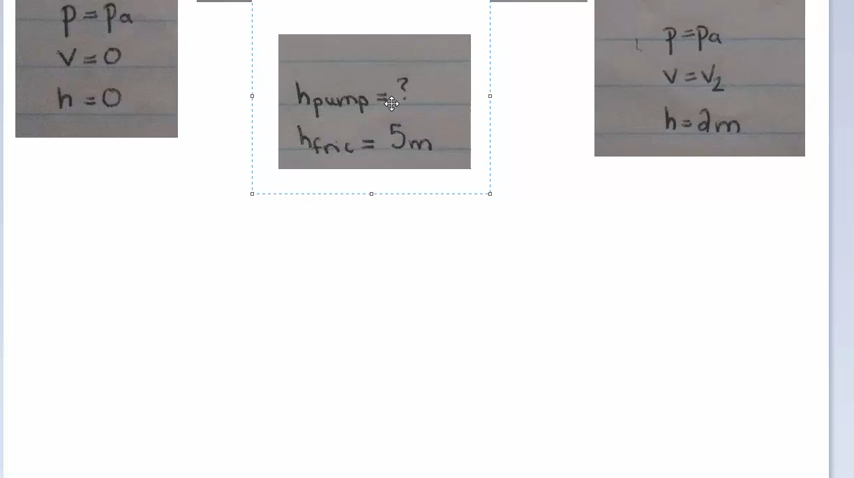 p = pa
v = 0
h = 0
hpump = ?
hfric = 5m
p = pa
v = v2
h = 2m